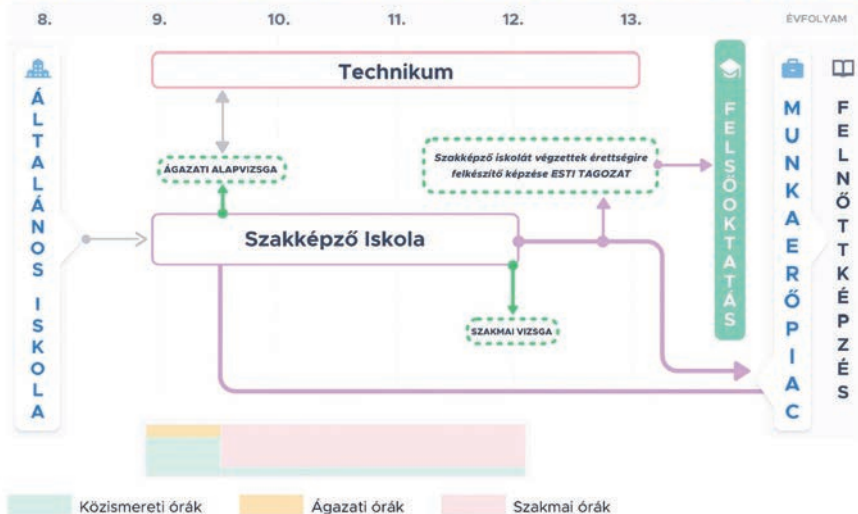 8. 9. 10. 11. 12. 13. ÉVFOLYAM
ÁLTALÁNOS ISKOLA
Technikum
ÁGAZATI ALAPVIZSGA
Szakképző iskolát végzettek érettségire
felkészítő képzése ESTI TAGOZAT
Szakképző Iskola
SZAKMAI VIZSGA
FELSŐOKTATÁS
MUNKAERŐPIAC
FELNŐTTKÉPZÉS
Közismereti órák Ágazati órák Szakmai órák